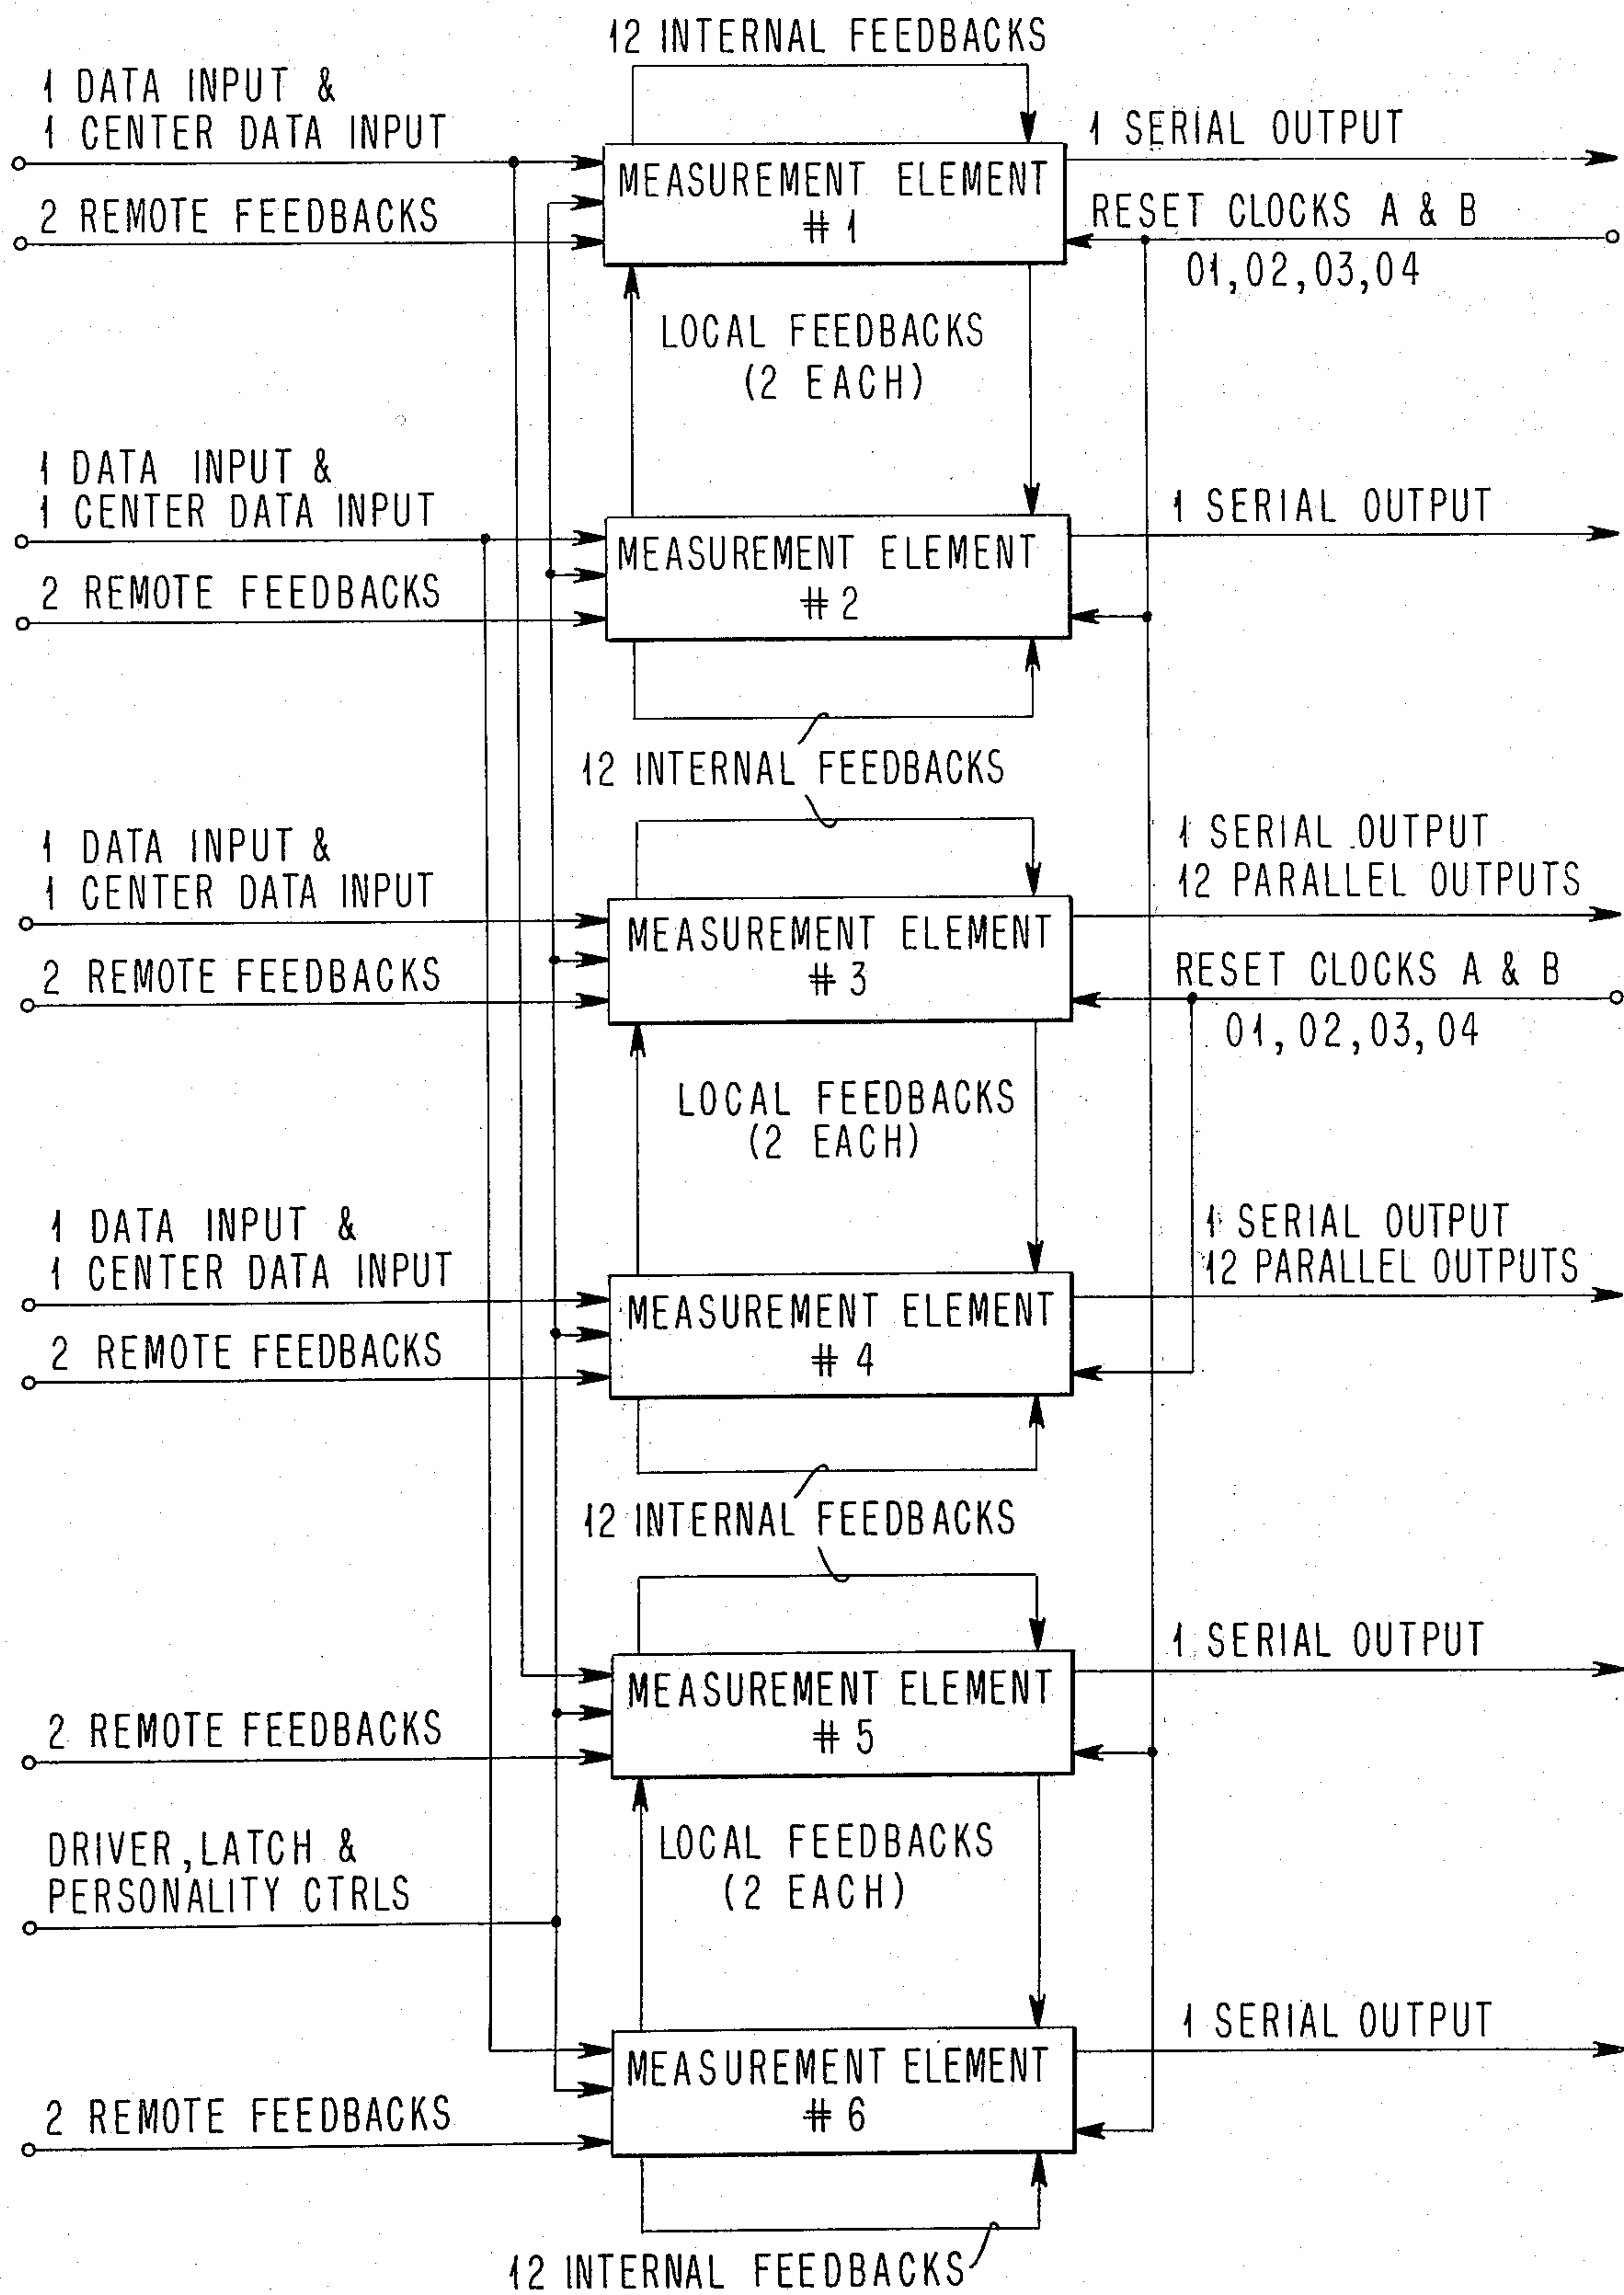 12 INTERNAL FEEDBACKS
1 DATA INPUT &
1 CENTER DATA INPUT
1 SERIAL OUTPUT
MEASUREMENT ELEMENT
# 1
2 REMOTE FEEDBACKS
RESET CLOCKS A & B
01,02,03,04
LOCAL FEEDBACKS
(2 EACH)
1 DATA INPUT &
1 CENTER DATA INPUT
1 SERIAL OUTPUT
MEASUREMENT ELEMENT
# 2
2 REMOTE FEEDBACKS
12 INTERNAL FEEDBACKS
1 DATA INPUT &
1 CENTER DATA INPUT
1 SERIAL OUTPUT
12 PARALLEL OUTPUTS
MEASUREMENT ELEMENT
# 3
2 REMOTE FEEDBACKS
RESET CLOCKS A & B
01,02,03,04
LOCAL FEEDBACKS
(2 EACH)
1 DATA INPUT &
1 CENTER DATA INPUT
1 SERIAL OUTPUT
12 PARALLEL OUTPUTS
MEASUREMENT ELEMENT
# 4
2 REMOTE FEEDBACKS
12 INTERNAL FEEDBACKS
1 SERIAL OUTPUT
MEASUREMENT ELEMENT
# 5
2 REMOTE FEEDBACKS
LOCAL FEEDBACKS
(2 EACH)
DRIVER, LATCH &
PERSONALITY CTRLS
1 SERIAL OUTPUT
MEASUREMENT ELEMENT
# 6
2 REMOTE FEEDBACKS
12 INTERNAL FEEDBACKS